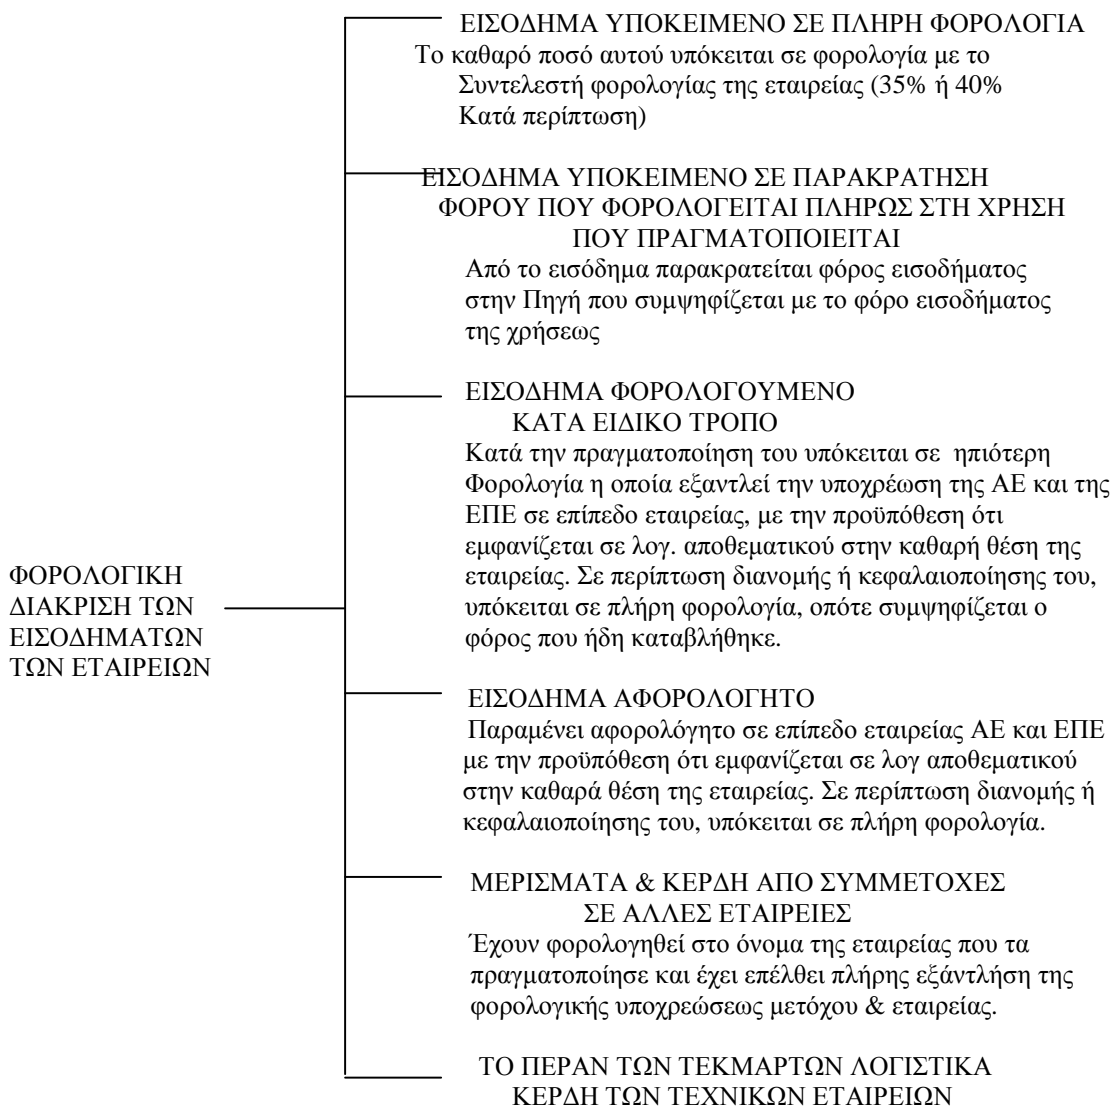 ΕΙΣΟΔΗΜΑ ΥΠΟΚΕΙΜΕΝΟ ΣΕ ΠΛΗΡΗ ΦΟΡΟΛΟΓΙΑ
Το καθαρό ποσό αυτού υπόκειται σε φορολογία με το
Συντελεστή φορολογίας της εταιρείας (35% ή 40%
Κατά περίπτωση)
ΕΙΣΟΔΗΜΑ ΥΠΟΚΕΙΜΕΝΟ ΣΕ ΠΑΡΑΚΡΑΤΗΣΗ
ΦΟΡΟΥ ΠΟΥ ΦΟΡΟΛΟΓΕΙΤΑΙ ΠΛΗΡΩΣ ΣΤΗ ΧΡΗΣΗ
ΠΟΥ ΠΡΑΓΜΑΤΟΠΟΙΕΙΤΑΙ
Από το εισόδημα παρακρατείται φόρος εισοδήματος
στην Πηγή που συμψηφίζεται με το φόρο εισοδήματος
της χρήσεως
ΕΙΣΟΔΗΜΑ ΦΟΡΟΛΟΓΟΥΜΕΝΟ
ΚΑΤΑ ΕΙΔΙΚΟ ΤΡΟΠΟ
Κατά την πραγματοποίηση του υπόκειται σε ηπιότερη
Φορολογία η οποία εξαντλεί την υποχρέωση της ΑΕ και της
ΕΠΕ σε επίπεδο εταιρείας, με την προϋπόθεση ότι
εμφανίζεται σε λογ. αποθεματικού στην καθαρή θέση της
εταιρείας. Σε περίπτωση διανομής ή κεφαλαιοποίησης του,
υπόκειται σε πλήρη φορολογία, οπότε συμψηφίζεται ο
φόρος που ήδη καταβλήθηκε.
ΦΟΡΟΛΟΓΙΚΗ
ΔΙΑΚΡΙΣΗ ΤΩΝ
ΕΙΣΟΔΗΜΑΤΩΝ
ΤΩΝ ΕΤΑΙΡΕΙΩΝ
ΕΙΣΟΔΗΜΑ ΑΦΟΡΟΛΟΓΗΤΟ
Παραμένει αφορολόγητο σε επίπεδο εταιρείας ΑΕ και ΕΠΕ
με την προϋπόθεση ότι εμφανίζεται σε λογ αποθεματικού
στην καθαρά θέση της εταιρείας. Σε περίπτωση διανομής ή
κεφαλαιοποίησης του, υπόκειται σε πλήρη φορολογία.
ΜΕΡΙΣΜΑΤΑ & ΚΕΡΔΗ ΑΠΟ ΣΥΜΜΕΤΟΧΕΣ
ΣΕ ΑΛΛΕΣ ΕΤΑΙΡΕΙΕΣ
Έχουν φορολογηθεί στο όνομα της εταιρείας που τα
πραγματοποίησε και έχει επέλθει πλήρης εξάντλήση της
φορολογικής υποχρεώσεως μετόχου & εταιρείας.
ΤΟ ΠΕΡΑΝ ΤΩΝ ΤΕΚΜΑΡΤΩΝ ΛΟΓΙΣΤΙΚΑ
ΚΕΡΔΗ ΤΩΝ ΤΕΧΝΙΚΩΝ ΕΤΑΙΡΕΙΩΝ